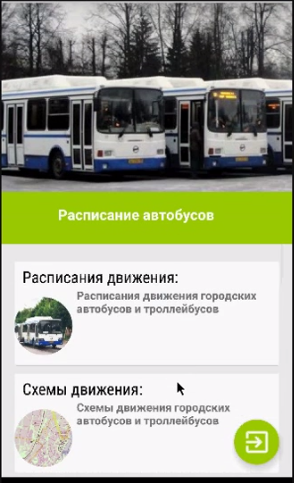 Расписание автобусов
Расписания движения:
Расписания движения городских
автобусов и троллейбусов
Схемы движения:
Схемы движения городских
автобусов и троллейбусов